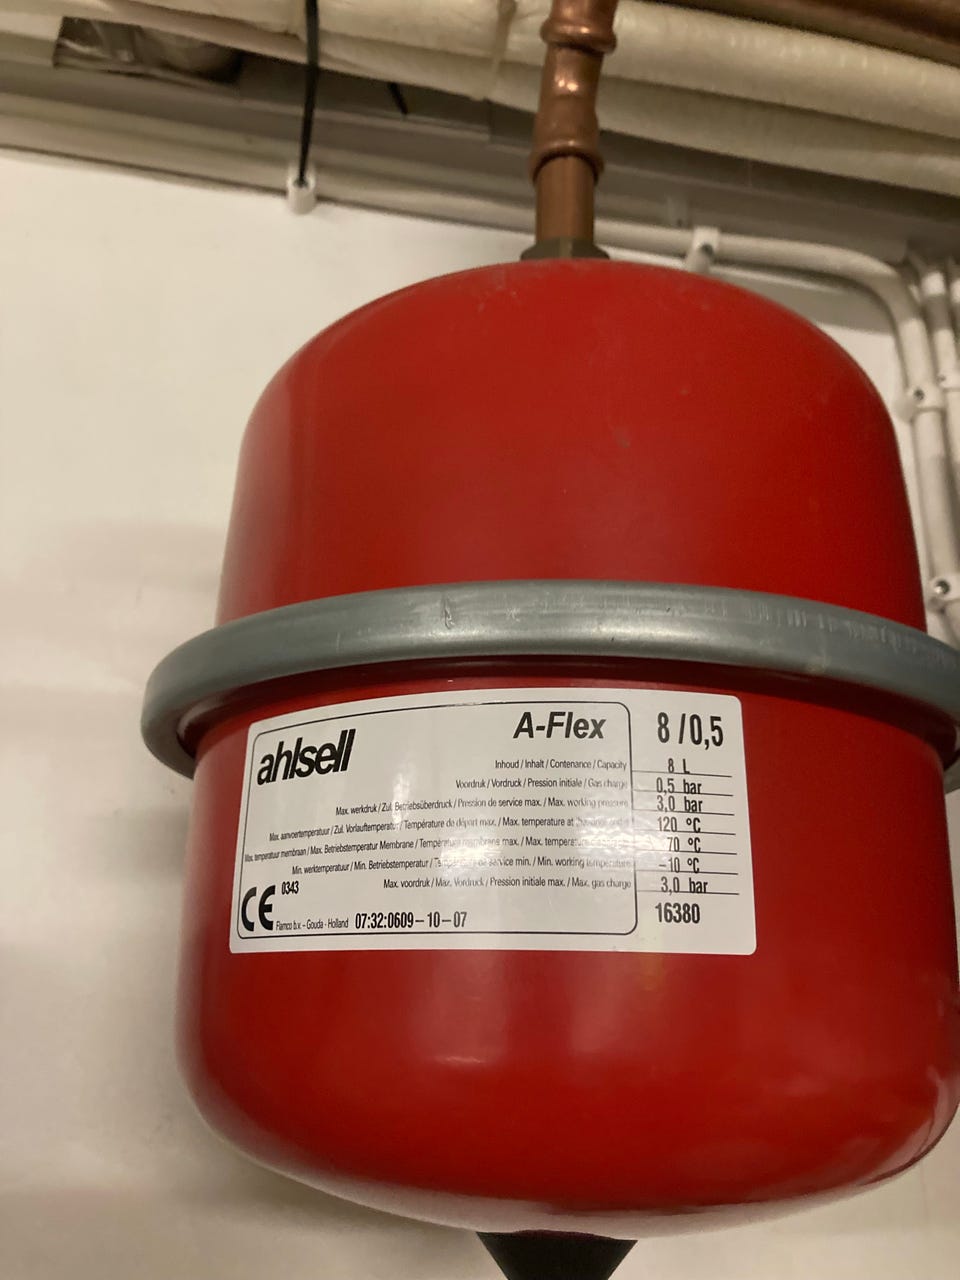 ahlsell
A-Flex
8 / 0,5
Inhoud / Inhalt / Contenance / Capacity 8 L
Voordruk / Vordruck / Pression initiale / Gas charge 0,5 bar
Max. werkdruk / Zul. Betriebsüberdruck / Pression de service max. / Max. working pressure 3,0 bar
Max. aanvoertemperatuur / Zul. Vorlauftemperatur / Température de départ max. / Max. temperature at 120 °C
Max. temperatuur membraan / Max. Betriebstemperatur Membrane / Température membrane max. / Max. temperature 70 °C
Min. werktemperatuur / Min. Betriebstemperatur / Température de service min. / Min. working temperature -10 °C
Max. voordruk / Max. Vordruck / Pression initiale max. / Max. gas charge 3,0 bar
CE 0343
Flamco b.v. - Gouda - Holland 07:32:0609-10-07
16380